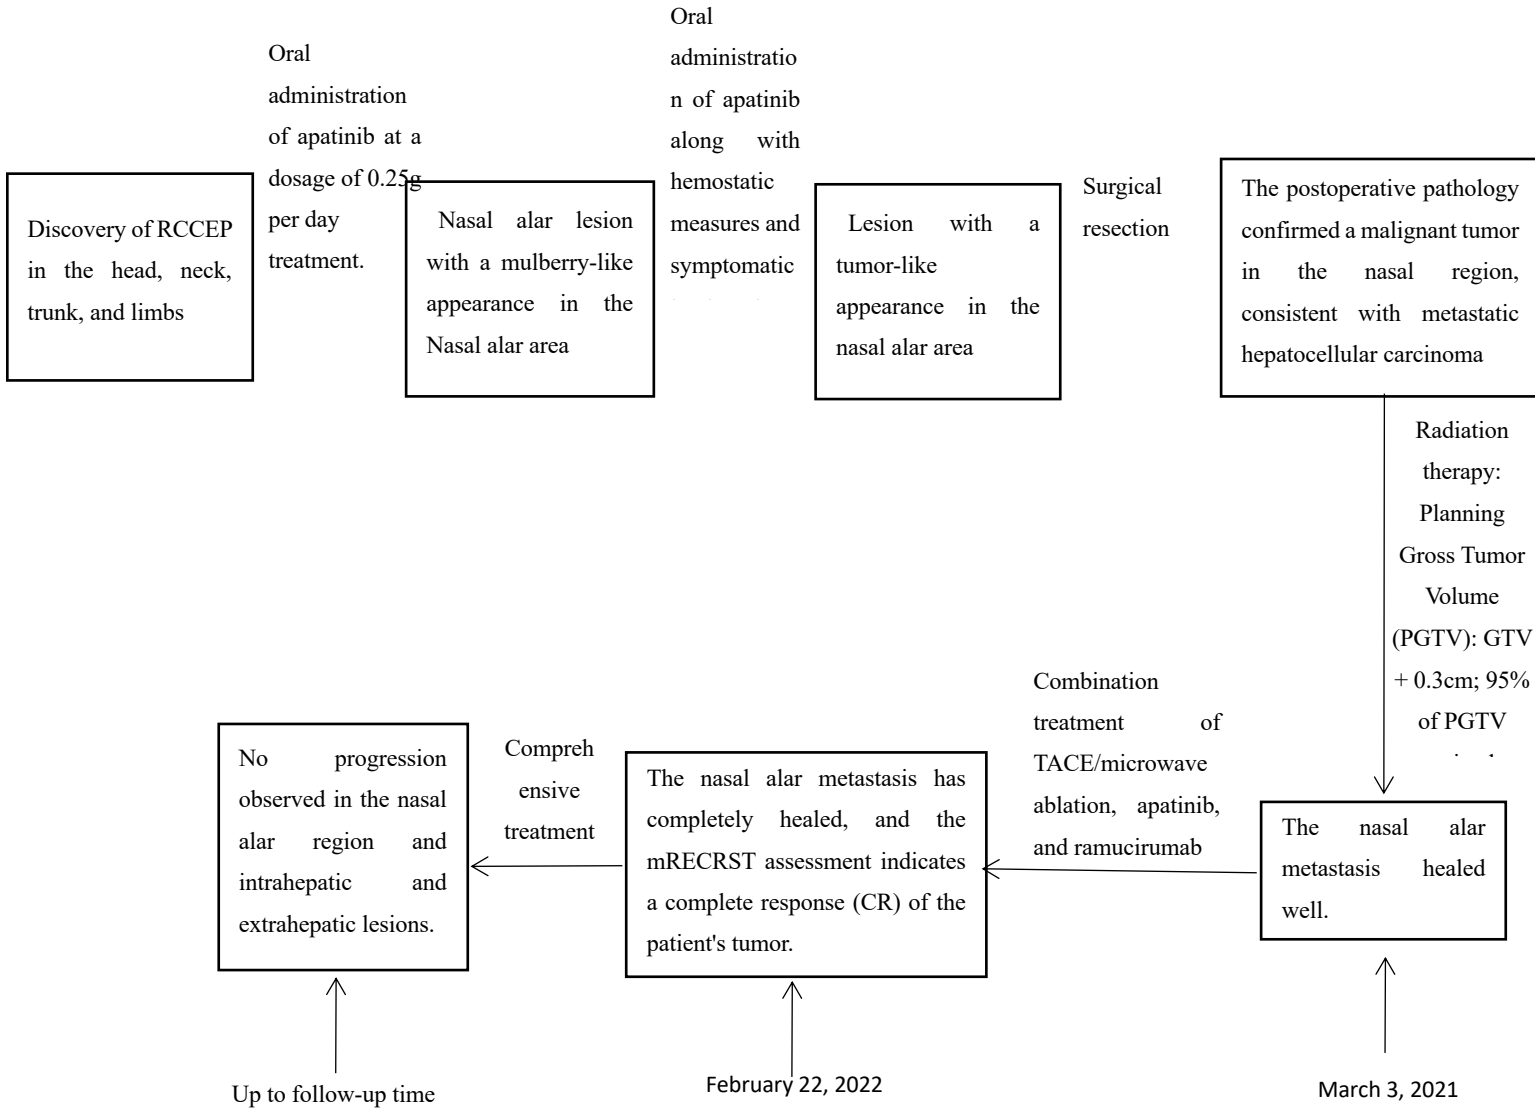 Discovery of RCCEP
in the head, neck,
trunk, and limbs
Oral
administration
of apatinib at a
dosage of 0.25g
per day
treatment.
Nasal alar lesion
with a mulberry-like
appearance in the
Nasal alar area
Oral
administratio
n of apatinib
along with
hemostatic
measures and
symptomatic
Lesion with a
tumor-like
appearance in the
nasal alar area
Surgical
resection
The postoperative pathology
confirmed a malignant tumor
in the nasal region,
consistent with metastatic
hepatocellular carcinoma
Radiation
therapy:
Planning
Gross Tumor
Volume
(PGTV): GTV
+ 0.3cm; 95%
of PGTV
The nasal alar
metastasis healed
well.
March 3, 2021
Combination
treatment of
TACE/microwave
ablation, apatinib,
and ramucirumab
The nasal alar metastasis has
completely healed, and the
mRECRST assessment indicates
a complete response (CR) of the
patient's tumor.
February 22, 2022
Compreh
ensive
treatment
No progression
observed in the nasal
alar region and
intrahepatic and
extrahepatic lesions.
Up to follow-up time